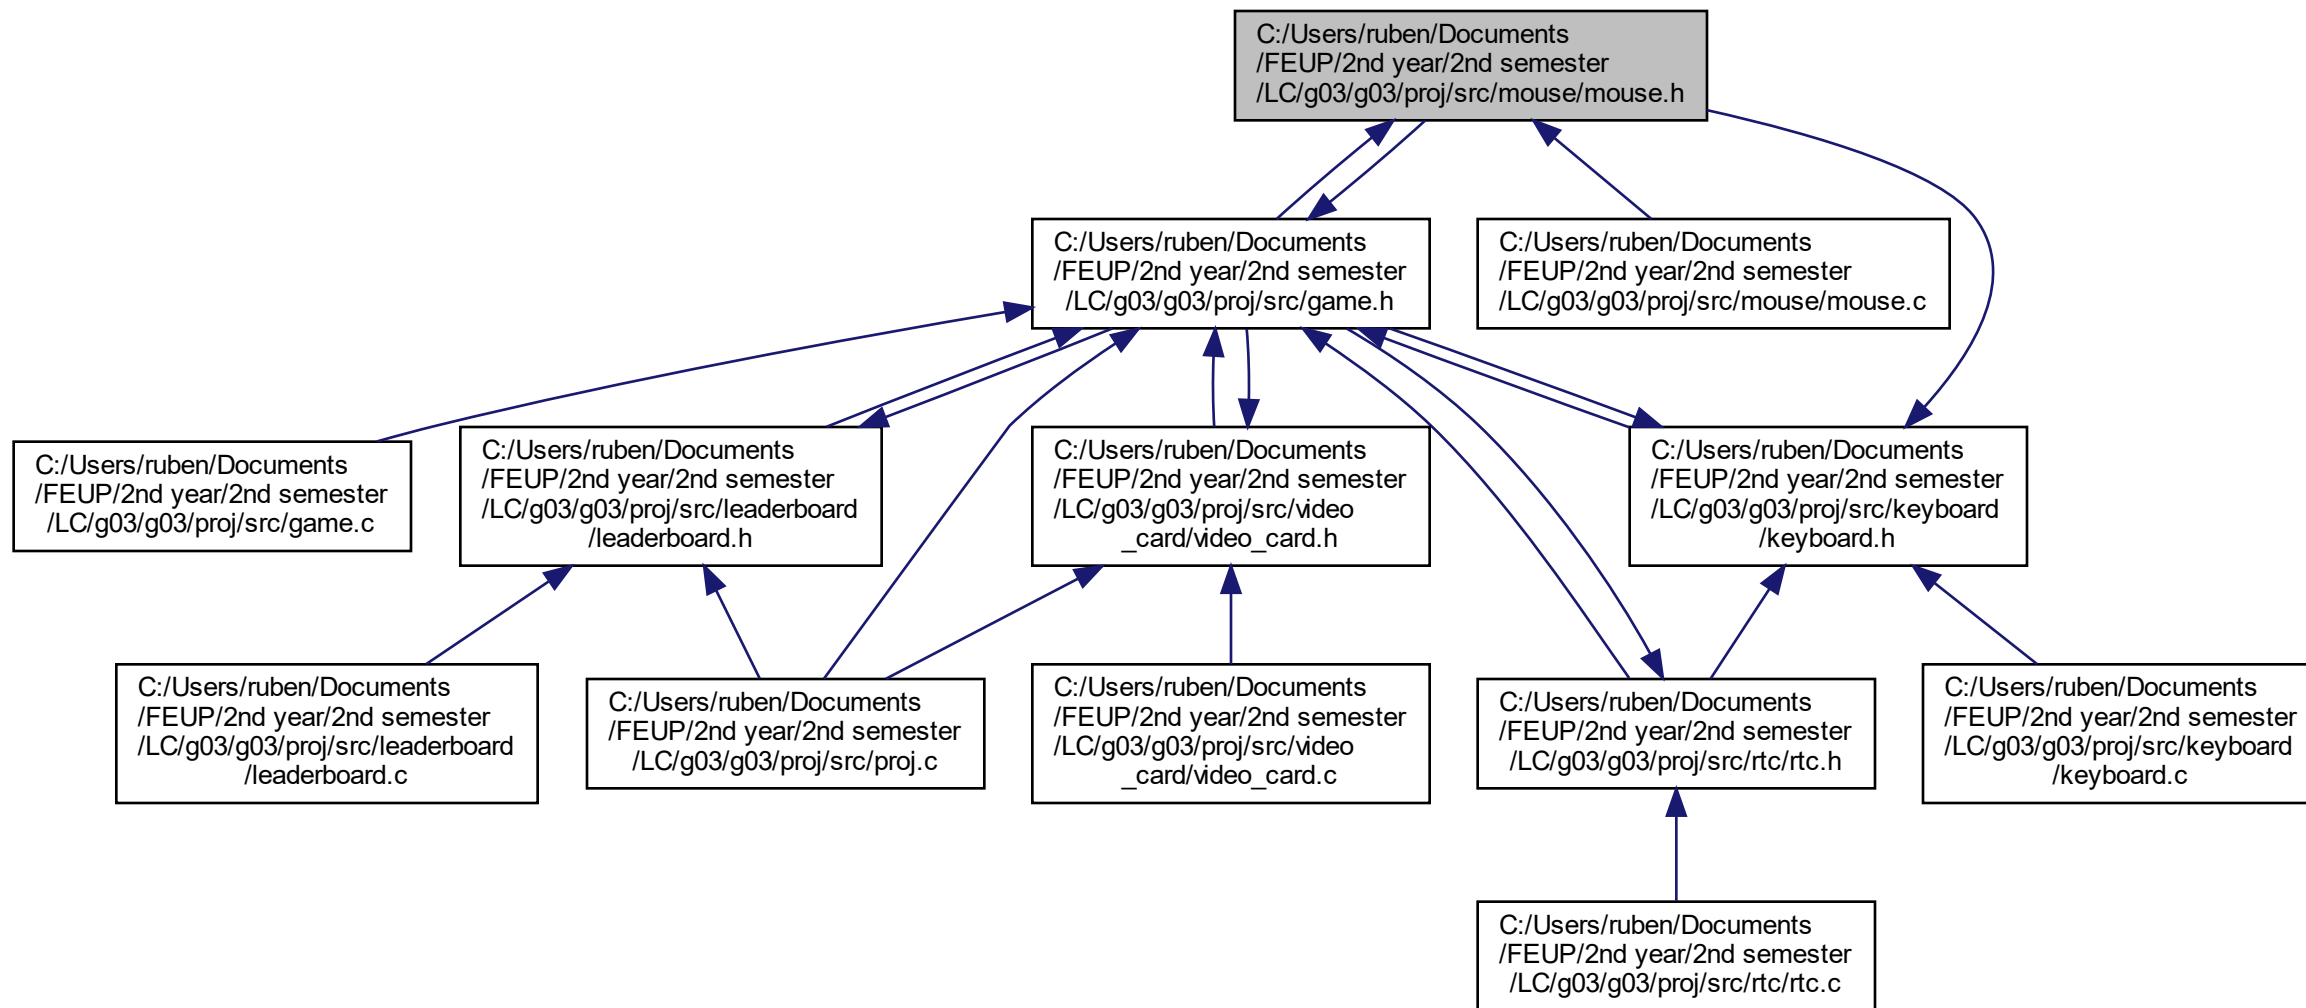 C:/Users/ruben/Documents
/FEUP/2nd year/2nd semester
/LC/g03/g03/proj/src/mouse/mouse.h
C:/Users/ruben/Documents
/FEUP/2nd year/2nd semester
/LC/g03/g03/proj/src/game.h
C:/Users/ruben/Documents
/FEUP/2nd year/2nd semester
/LC/g03/g03/proj/src/mouse/mouse.c
C:/Users/ruben/Documents
/FEUP/2nd year/2nd semester
/LC/g03/g03/proj/src/game.c
C:/Users/ruben/Documents
/FEUP/2nd year/2nd semester
/LC/g03/g03/proj/src/leaderboard
/leaderboard.h
C:/Users/ruben/Documents
/FEUP/2nd year/2nd semester
/LC/g03/g03/proj/src/video
_card/video_card.h
C:/Users/ruben/Documents
/FEUP/2nd year/2nd semester
/LC/g03/g03/proj/src/keyboard
/keyboard.h
C:/Users/ruben/Documents
/FEUP/2nd year/2nd semester
/LC/g03/g03/proj/src/leaderboard
/leaderboard.c
C:/Users/ruben/Documents
/FEUP/2nd year/2nd semester
/LC/g03/g03/proj/src/proj.c
C:/Users/ruben/Documents
/FEUP/2nd year/2nd semester
/LC/g03/g03/proj/src/video
_card/video_card.c
C:/Users/ruben/Documents
/FEUP/2nd year/2nd semester
/LC/g03/g03/proj/src/rtc/rtc.h
C:/Users/ruben/Documents
/FEUP/2nd year/2nd semester
/LC/g03/g03/proj/src/keyboard
/keyboard.c
C:/Users/ruben/Documents
/FEUP/2nd year/2nd semester
/LC/g03/g03/proj/src/rtc/rtc.c